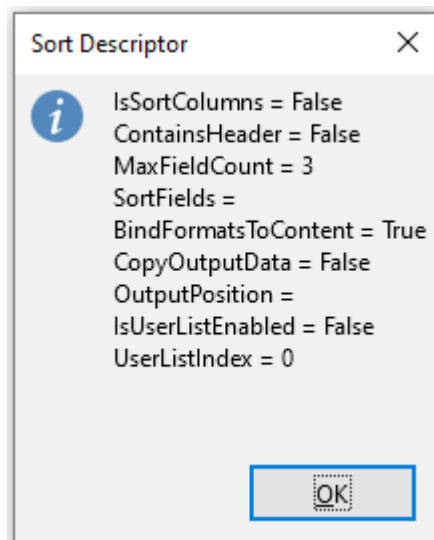 Sort Descriptor
IsSortColumns = False
ContainsHeader = False
MaxFieldCount = 3
SortFields =
BindFormatsToContent = True
CopyOutputData = False
OutputPosition =
IsUserListEnabled = False
UserListIndex = 0
OK